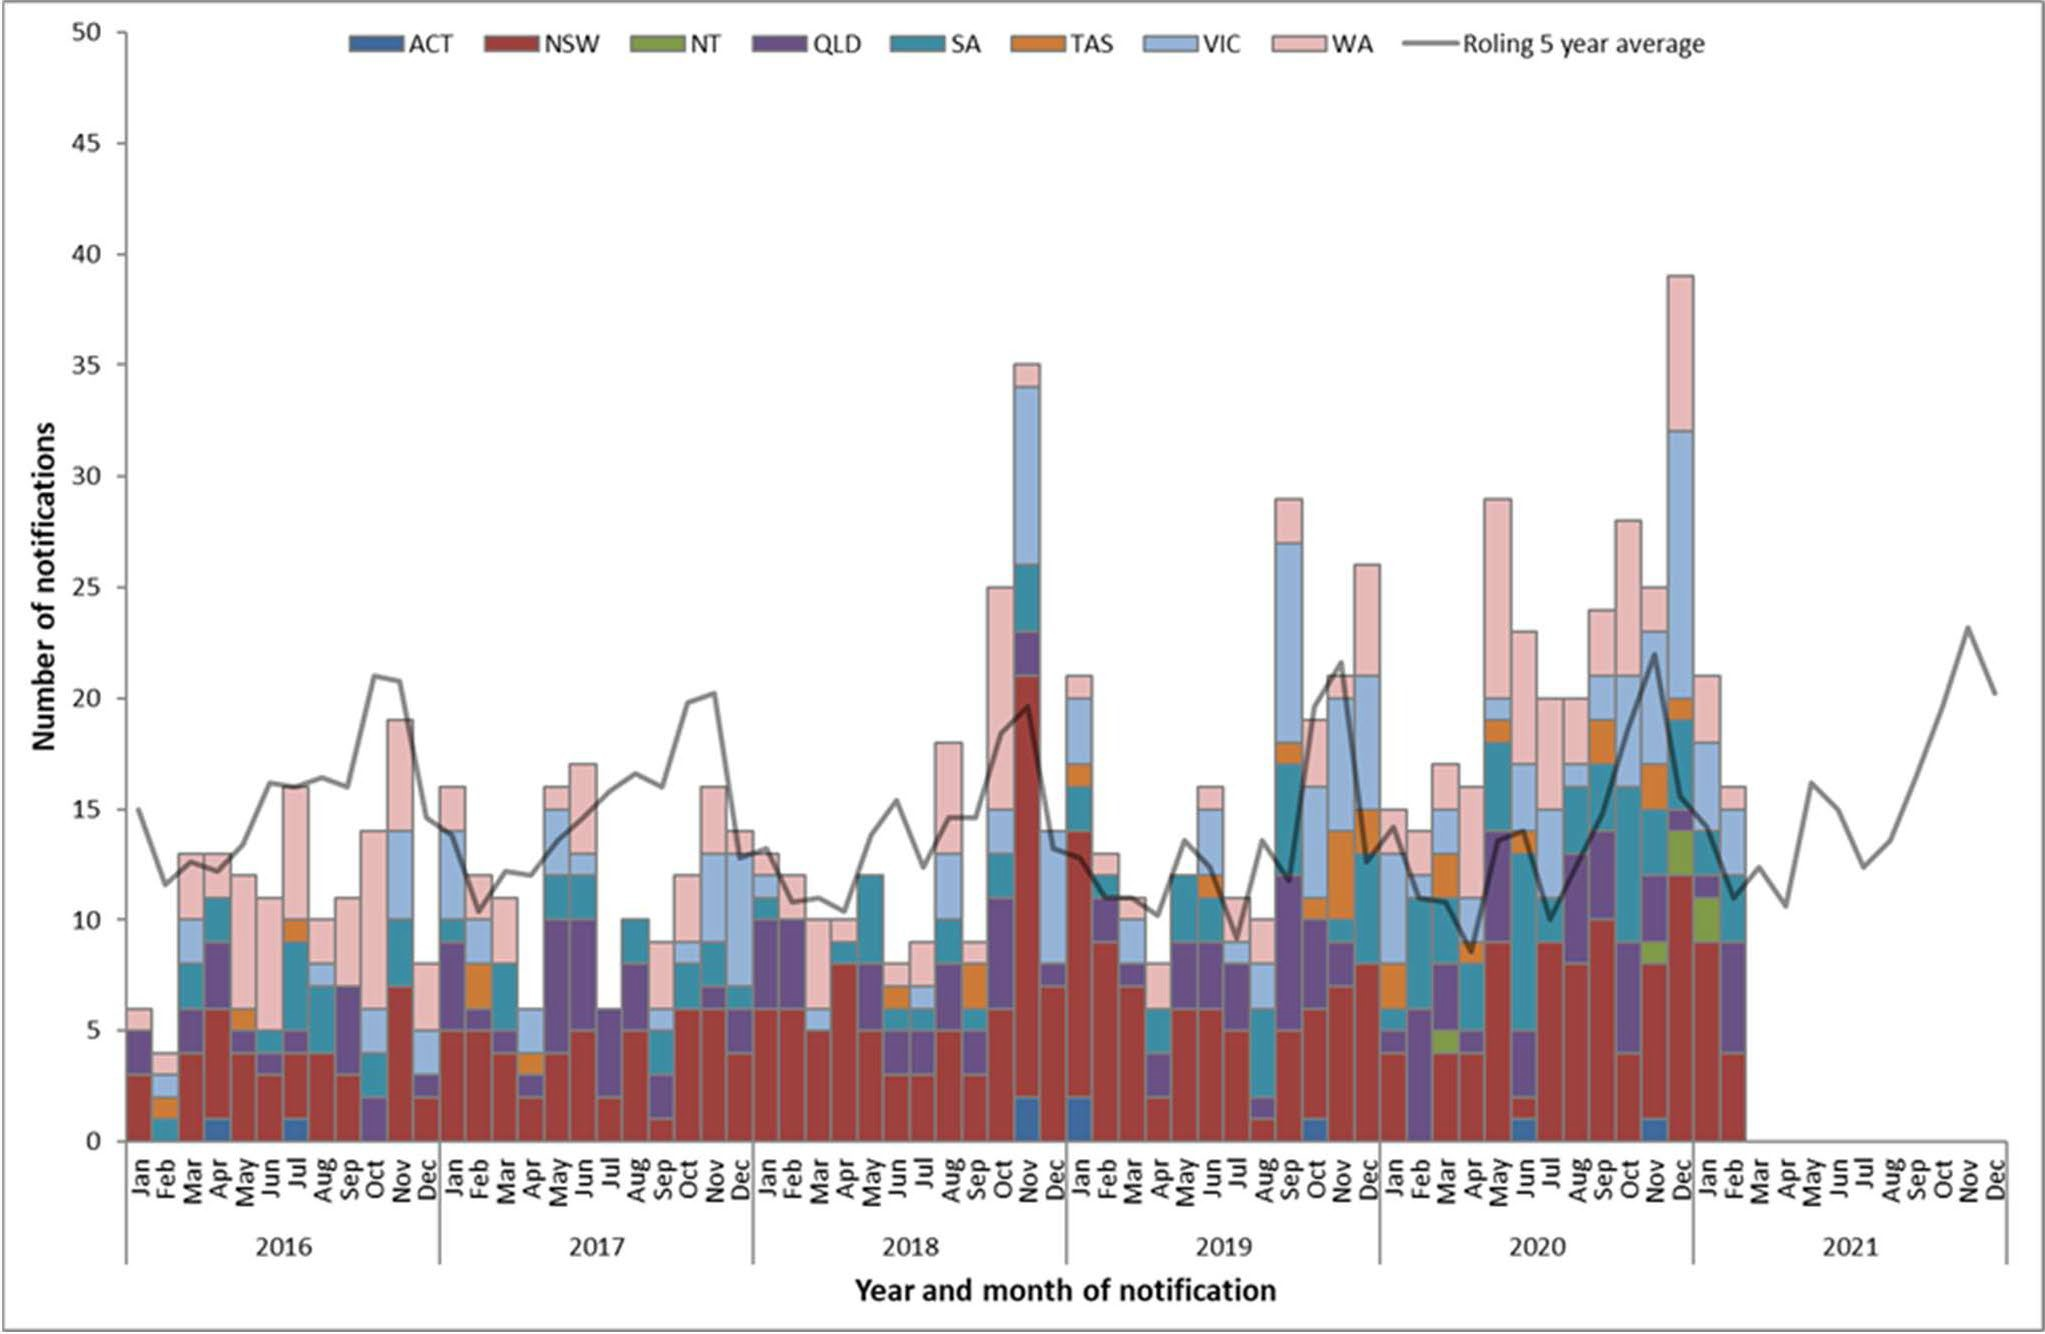 ACT NSW NT QLD SA TAS VIC WA Roling 5 year average
50
45
40
35
30
25
20
15
10
5
0
Number of notifications
Jan Feb Mar Apr May Jun Jul Aug Sep Oct Nov Dec Jan Feb Mar Apr May Jun Jul Aug Sep Oct Nov Dec Jan Feb Mar Apr May Jun Jul Aug Sep Oct Nov Dec Jan Feb Mar Apr May Jun Jul Aug Sep Oct Nov Dec Jan Feb Mar Apr May Jun Jul Aug Sep Oct Nov Dec Jan Feb Mar Apr May Jun Jul Aug Sep Oct Nov Dec
2016 2017 2018 2019 2020 2021
Year and month of notification